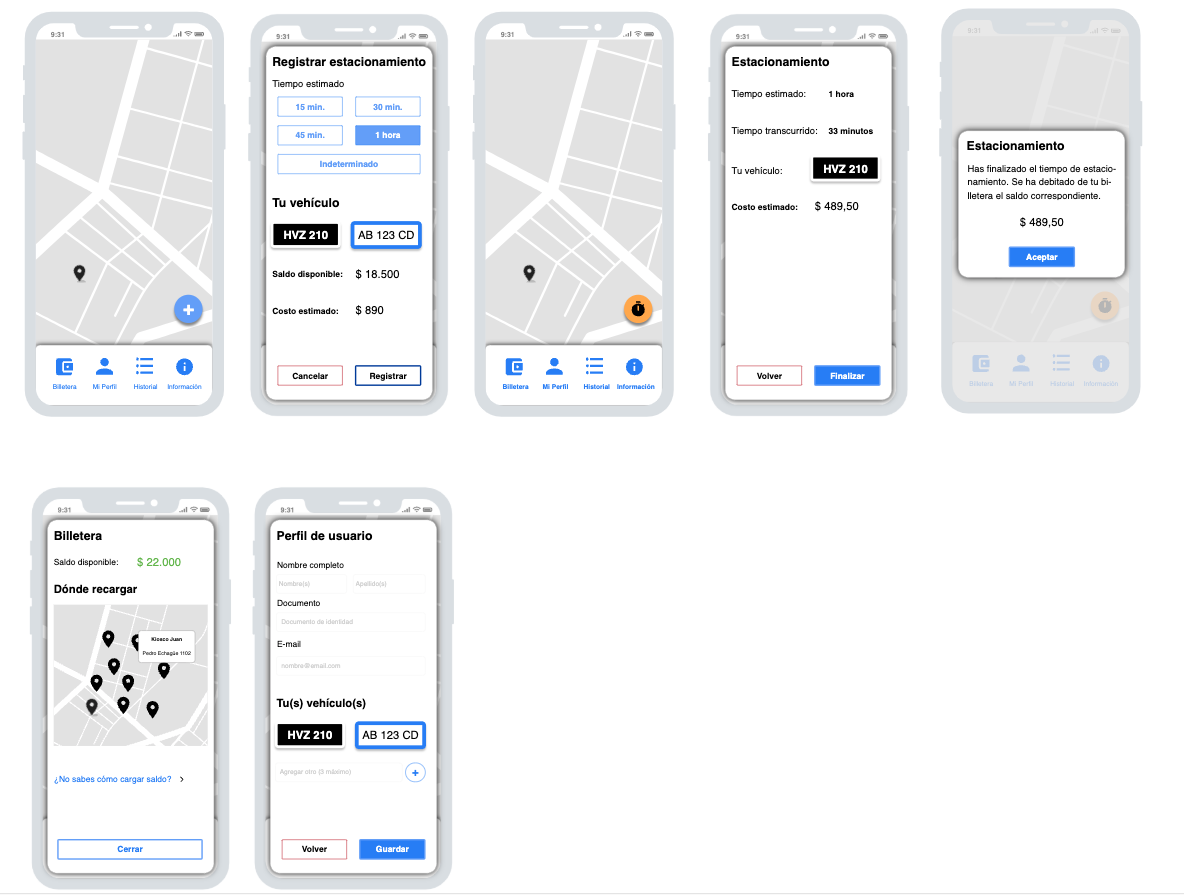 9:31
Billetera
Mi Perfil
Historial
Información
9:31
Registrar estacionamiento
Tiempo estimado
15 min.
30 min.
45 min.
1 hora
Indeterminado
Tu vehículo
HVZ 210
AB 123 CD
Saldo disponible: $ 18.500
Costo estimado: $ 890
Cancelar
Registrar
9:31
Billetera
Mi Perfil
Historial
Información
9:31
Estacionamiento
Tiempo estimado: 1 hora
Tiempo transcurrido: 33 minutos
Tu vehículo: HVZ 210
Costo estimado: $ 489,50
Volver
Finalizar
9:31
Estacionamiento
Has finalizado el tiempo de estacio-
namiento. Se ha debitado de tu bi-
lletera el saldo correspondiente.
$ 489,50
Aceptar
Billetera
Mi Perfil
Historial
Información
9:31
Billetera
Saldo disponible: $ 22.000
Dónde recargar
Kiosco Juan
Pedro Echagüe 1102
¿No sabes cómo cargar saldo? >
Cerrar
9:31
Perfil de usuario
Nombre completo
Nombre(s)
Apellido(s)
Documento
Documento de identidad
E-mail
nombre@email.com
Tu(s) vehículo(s)
HVZ 210
AB 123 CD
Agregar otro (3 máximo)
Volver
Guardar